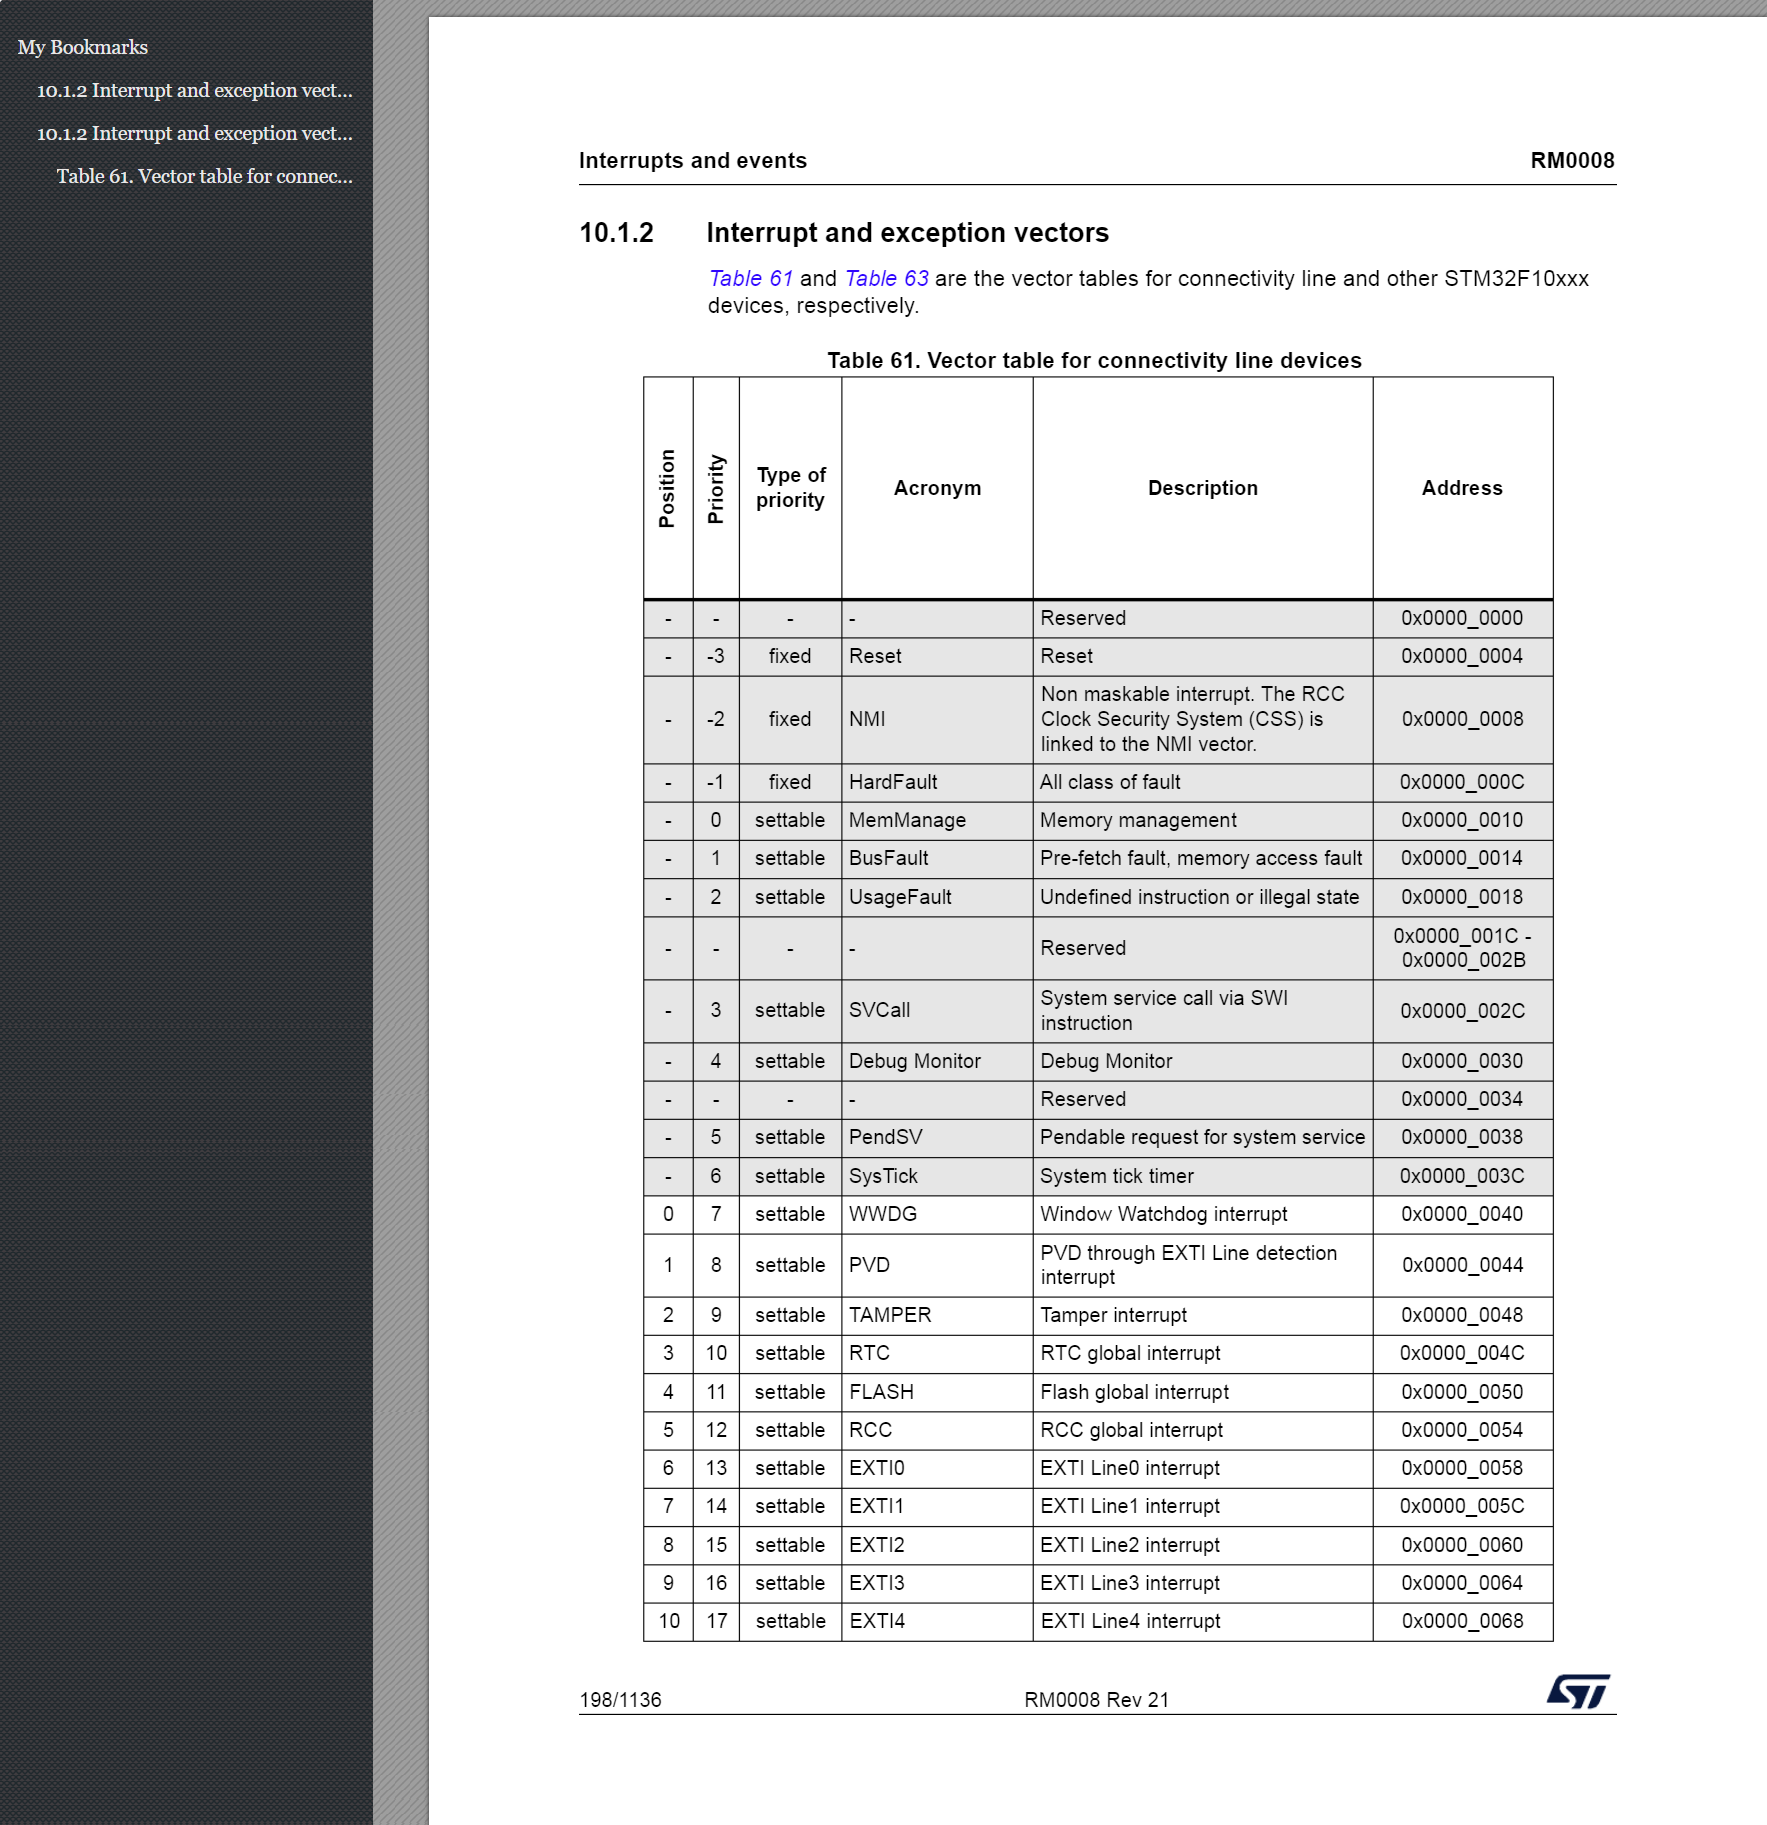 My Bookmarks
10.1.2 Interrupt and exception vect...
10.1.2 Interrupt and exception vect...
Table 61. Vector table for connec...
Interrupts and events RM0008
10.1.2 Interrupt and exception vectors
Table 61 and Table 63 are the vector tables for connectivity line and other STM32F10xxx
devices, respectively.
Table 61. Vector table for connectivity line devices
Position Priority Type of priority Acronym Description Address
- - - - Reserved 0x0000_0000
- -3 fixed Reset Reset 0x0000_0004
- -2 fixed NMI Non maskable interrupt. The RCC
Clock Security System (CSS) is
linked to the NMI vector. 0x0000_0008
- -1 fixed HardFault All class of fault 0x0000_000C
- 0 settable MemManage Memory management 0x0000_0010
- 1 settable BusFault Pre-fetch fault, memory access fault 0x0000_0014
- 2 settable UsageFault Undefined instruction or illegal state 0x0000_0018
- - - - Reserved 0x0000_001C -
0x0000_002B
- 3 settable SVCall System service call via SWI
instruction 0x0000_002C
- 4 settable Debug Monitor Debug Monitor 0x0000_0030
- - - - Reserved 0x0000_0034
- 5 settable PendSV Pendable request for system service 0x0000_0038
- 6 settable SysTick System tick timer 0x0000_003C
0 7 settable WWDG Window Watchdog interrupt 0x0000_0040
1 8 settable PVD PVD through EXTI Line detection
interrupt 0x0000_0044
2 9 settable TAMPER Tamper interrupt 0x0000_0048
3 10 settable RTC RTC global interrupt 0x0000_004C
4 11 settable FLASH Flash global interrupt 0x0000_0050
5 12 settable RCC RCC global interrupt 0x0000_0054
6 13 settable EXTI0 EXTI Line0 interrupt 0x0000_0058
7 14 settable EXTI1 EXTI Line1 interrupt 0x0000_005C
8 15 settable EXTI2 EXTI Line2 interrupt 0x0000_0060
9 16 settable EXTI3 EXTI Line3 interrupt 0x0000_0064
10 17 settable EXTI4 EXTI Line4 interrupt 0x0000_0068
198/1136 RM0008 Rev 21 ST